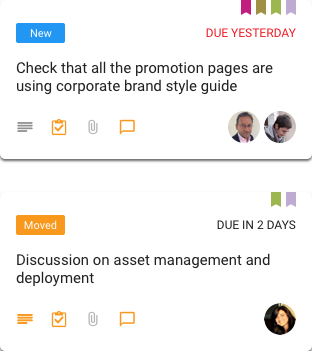 New
DUE YESTERDAY
Check that all the promotion pages are
using corporate brand style guide
Moved
DUE IN 2 DAYS
Discussion on asset management and
deployment